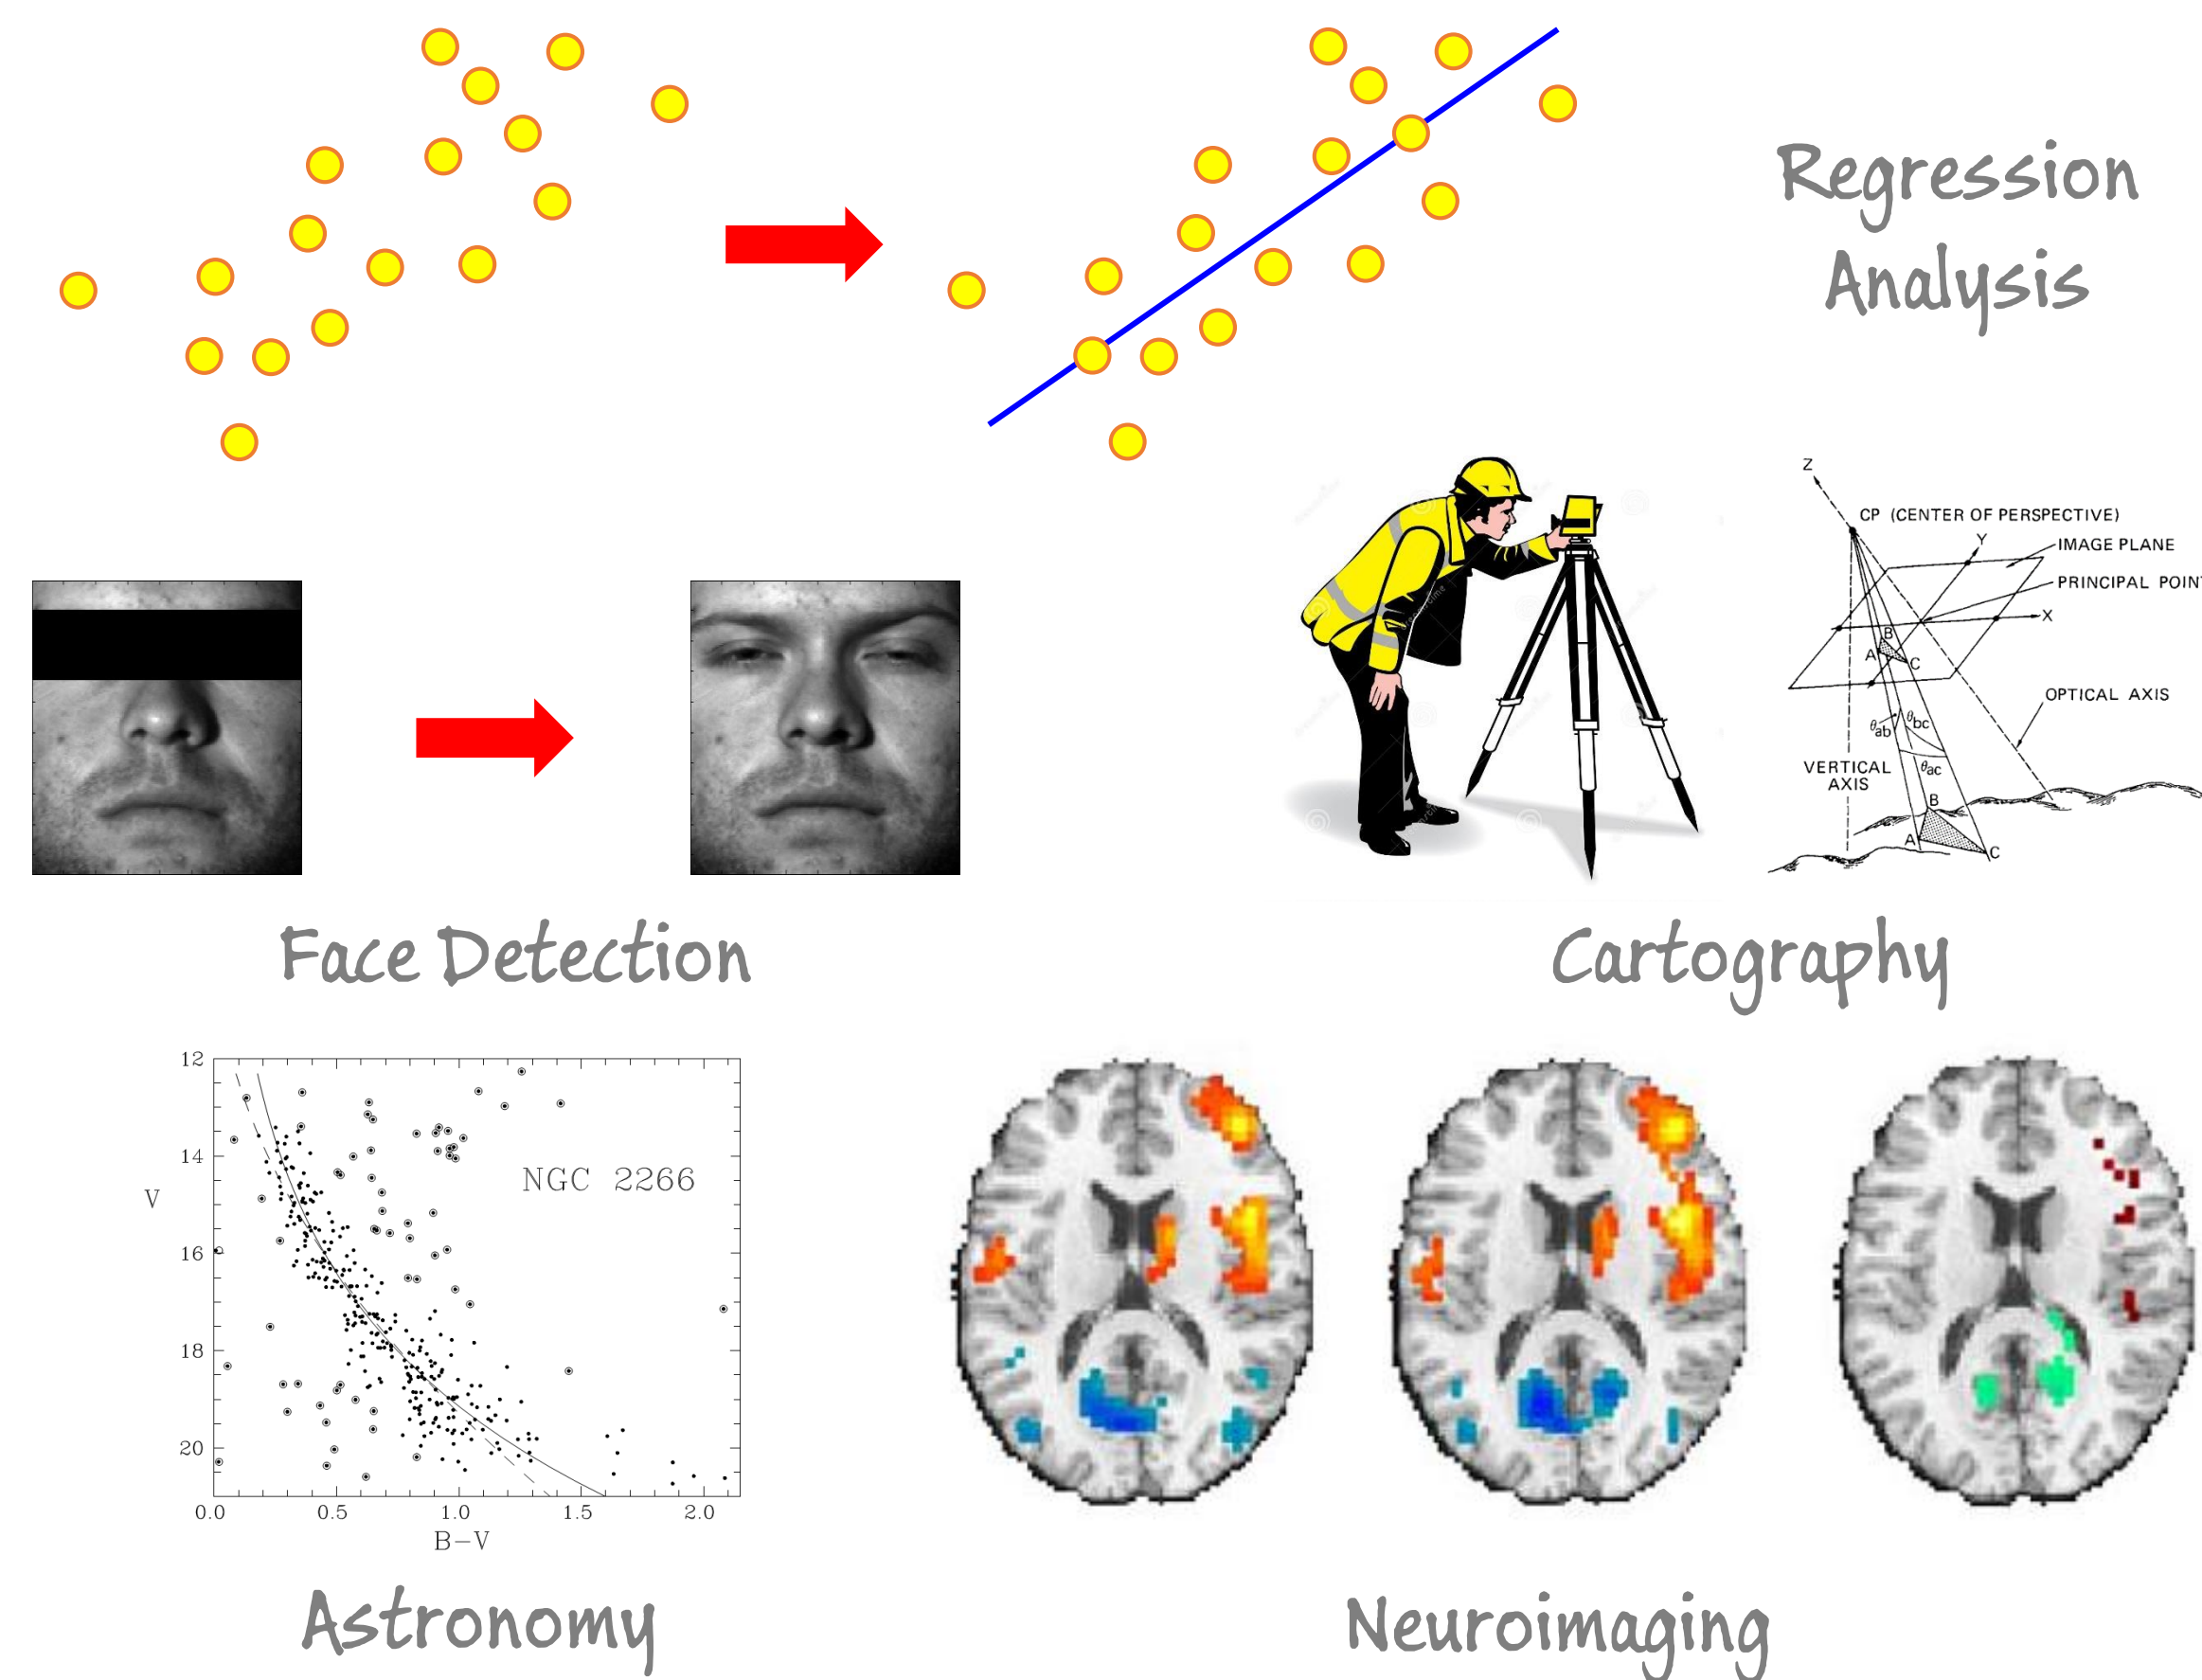 Regression
Analysis
Z
CP (CENTER OF PERSPECTIVE)
Y
IMAGE PLANE
PRINCIPAL POIN
X
B
A
C
OPTICAL AXIS
θab
θbc
θac
VERTICAL
AXIS
B
A
C
Face Detection
Cartography
12
14
16
18
20
V
NGC 2266
0.0 0.5 1.0 1.5 2.0
B−V
Astronomy
Neuroimaging